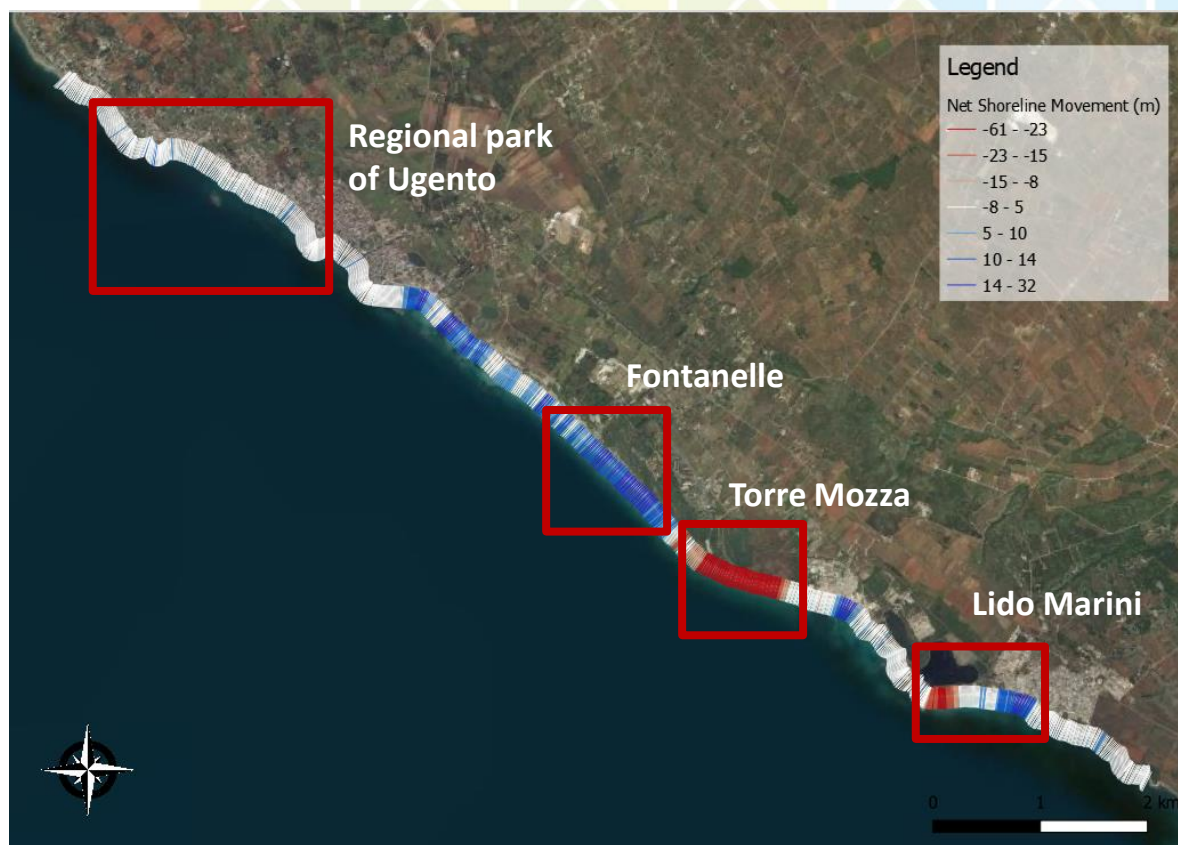 Legend
Net Shoreline Movement (m)
-61 - -23
-23 - -15
-15 - -8
-8 - 5
5 - 10
10 - 14
14 - 32
Regional park
of Ugento
Fontanelle
Torre Mozza
Lido Marini
0 1 2 km